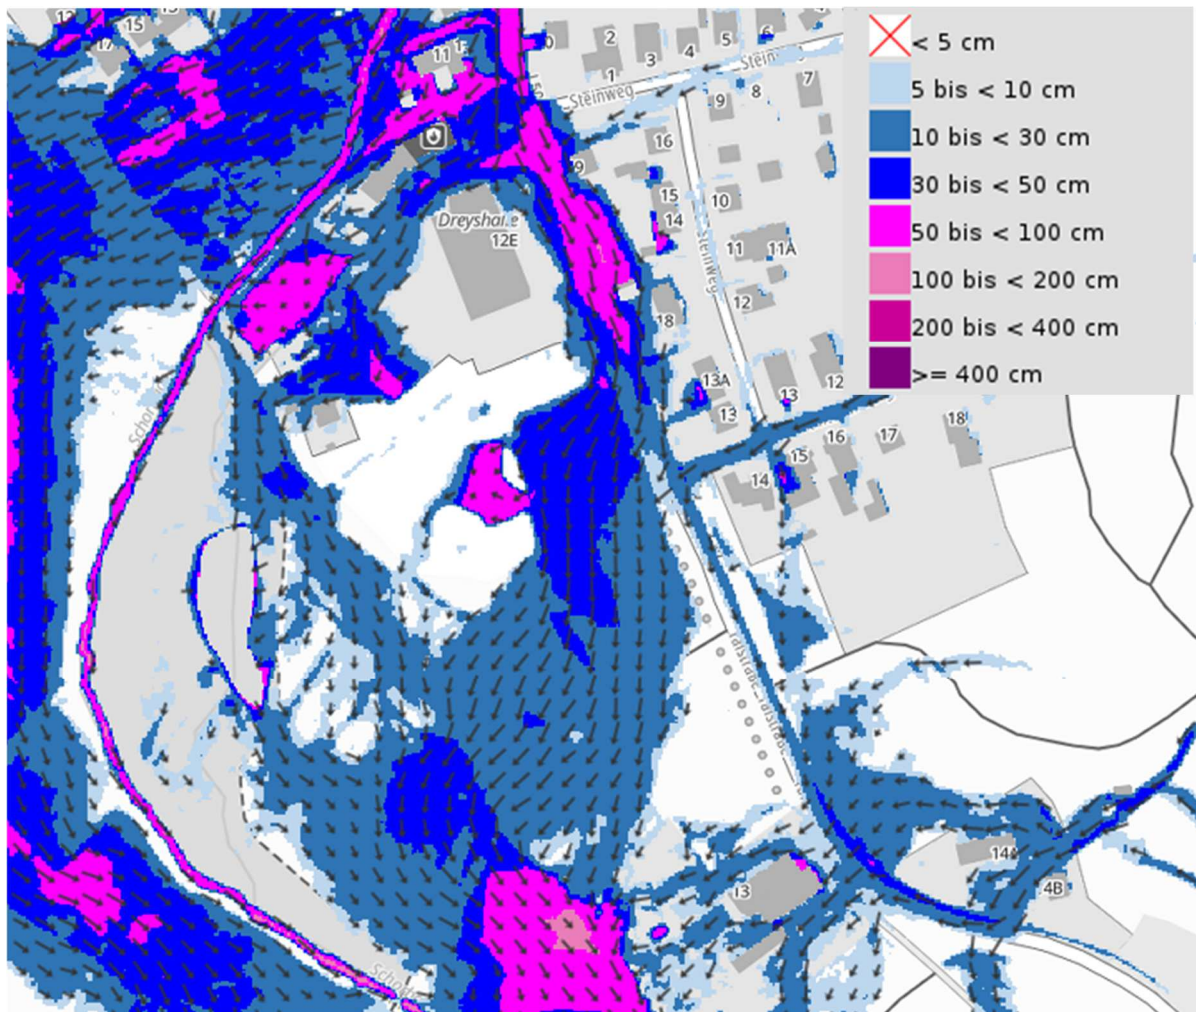 15
17
11
2
3
4
5
6
1
Steinweg
8
7
9
16
9
Dreyshalle
12E
15
14
10
11
11A
12
18
Steinweg
13A
13
13
12
14
15
16
17
18
Talstraße
13
14
4B
< 5 cm
5 bis < 10 cm
10 bis < 30 cm
30 bis < 50 cm
50 bis < 100 cm
100 bis < 200 cm
200 bis < 400 cm
>= 400 cm